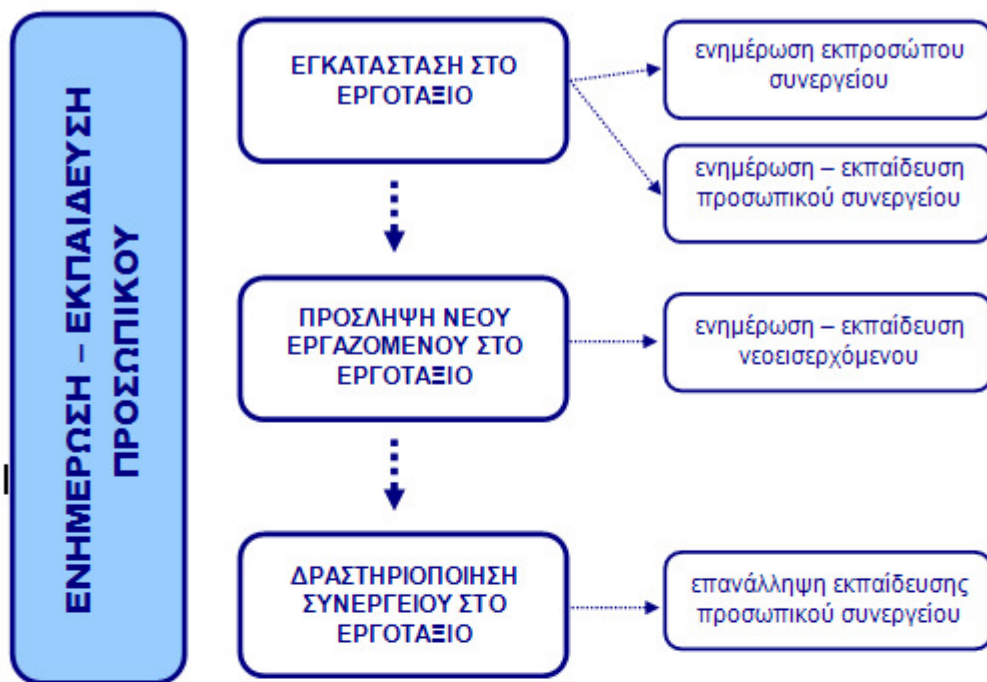 ΕΝΗΜΕΡΩΣΗ – ΕΚΠΑΙΔΕΥΣΗ
ΠΡΟΣΩΠΙΚΟΥ
ΕΓΚΑΤΑΣΤΑΣΗ ΣΤΟ
ΕΡΓΟΤΑΞΙΟ
ενημέρωση εκπροσώπου
συνεργείου
ενημέρωση – εκπαίδευση
προσωπικού συνεργείου
ΠΡΟΣΛΗΨΗ ΝΕΟΥ
ΕΡΓΑΖΟΜΕΝΟΥ ΣΤΟ
ΕΡΓΟΤΑΞΙΟ
ενημέρωση – εκπαίδευση
νεοεισερχόμενου
ΔΡΑΣΤΗΡΙΟΠΟΙΗΣΗ
ΣΥΝΕΡΓΕΙΟΥ ΣΤΟ
ΕΡΓΟΤΑΞΙΟ
επανάλληψη εκπαίδευσης
προσωπικού συνεργείου